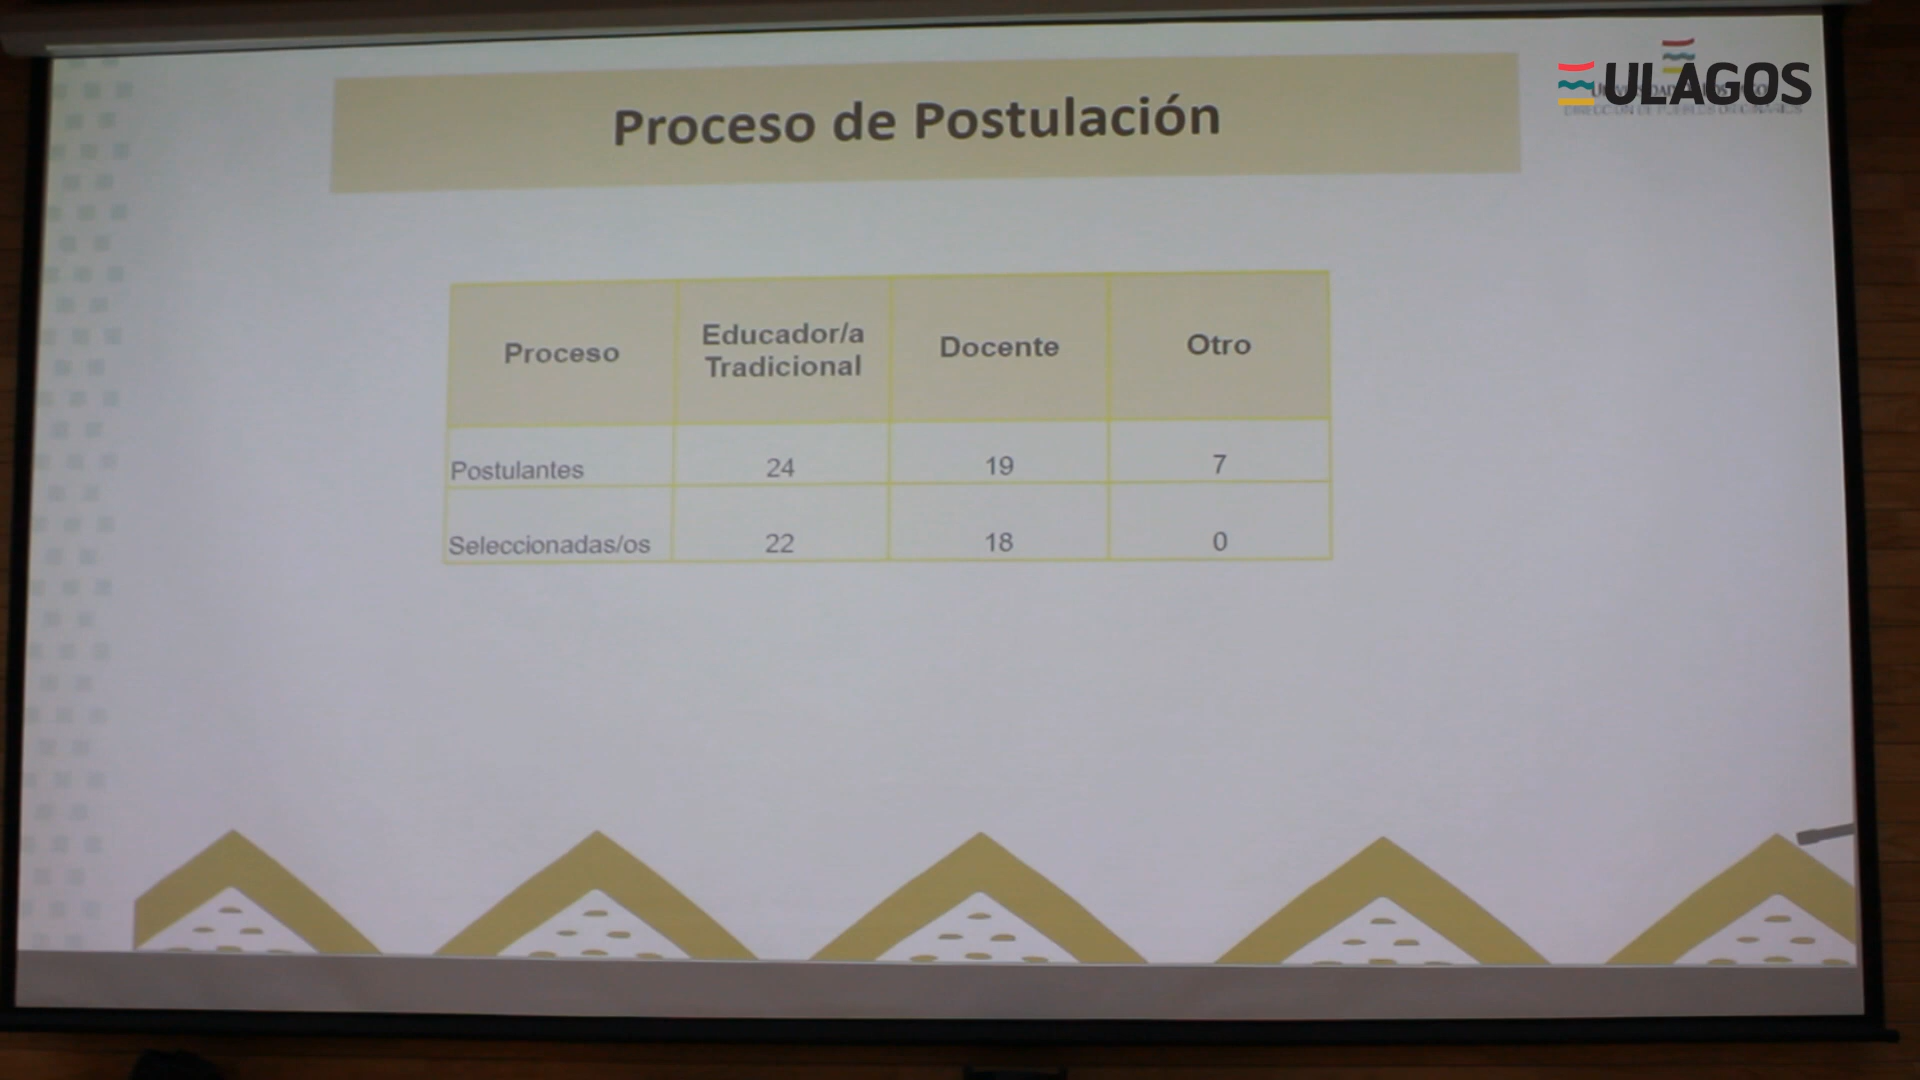 ULAGOS
Proceso de Postulación
Proceso
Educador/a
Tradicional
Docente
Otro
Postulantes
24
19
7
Seleccionadas/os
22
18
0